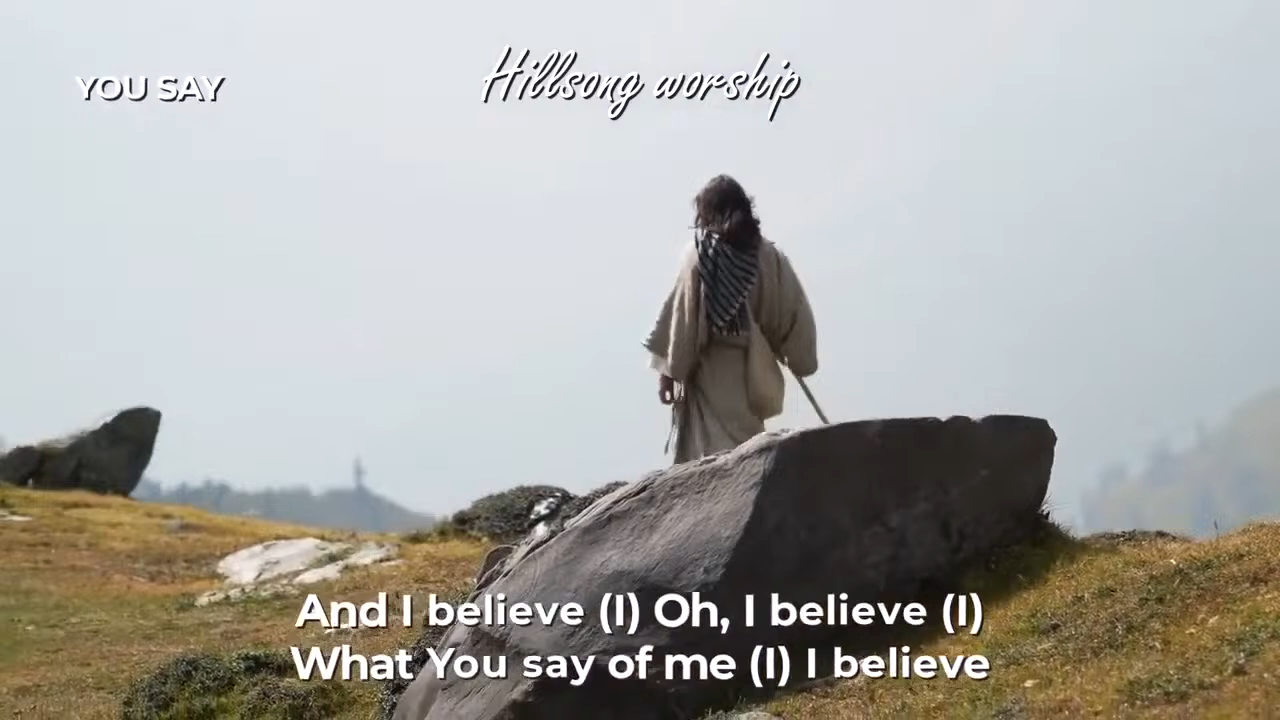 YOU SAY
Hillsong worship
And I believe (I) Oh, I believe (I)
What You say of me (I) I believe